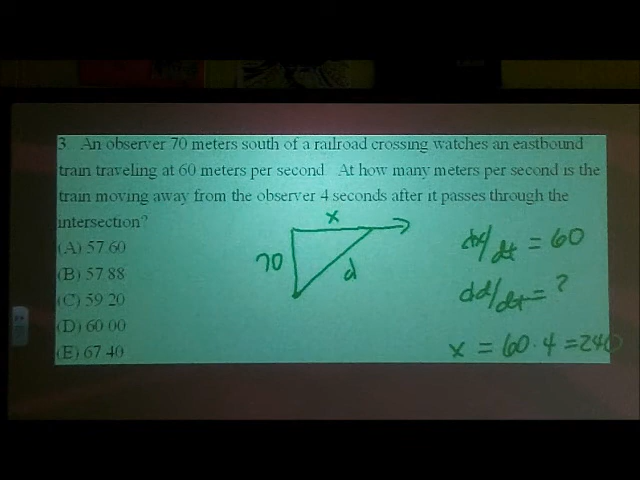 3 An observer 70 meters south of a railroad crossing watches an eastbound
train traveling at 60 meters per second At how many meters per second is the
train moving away from the observer 4 seconds after it passes through the
intersection?
(A) 57.60
(B) 57.88
(C) 59.20
(D) 60.00
(E) 67.40
x
70
d
dx/dt = 60
dd/dt = ?
x = 60·4 = 240